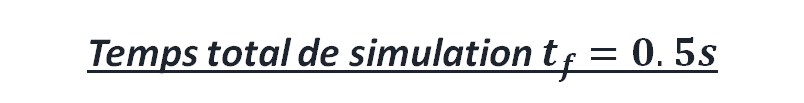 Temps total de simulation t_f = 0.5s